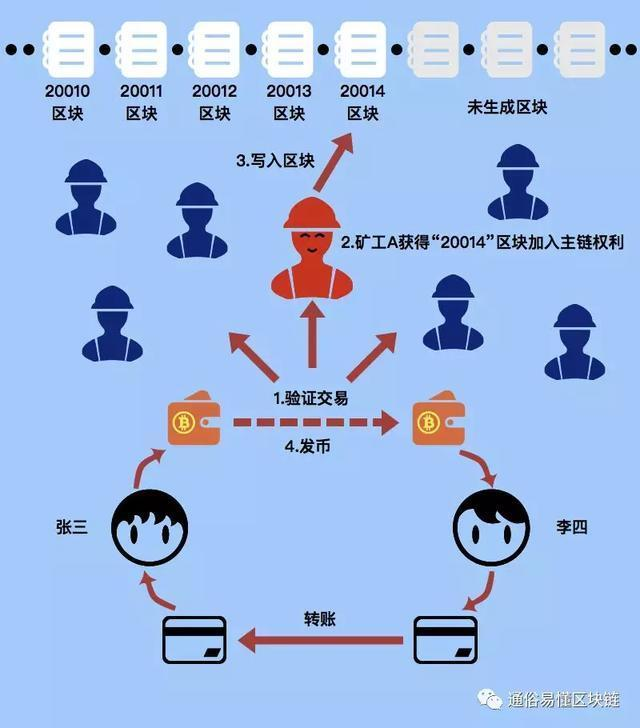 20010 20011 20012 20013 20014
区块 区块 区块 区块 区块
未生成区块
3.写入区块
2.矿工A获得“20014”区块加入主链权利
1.验证交易
4.发币
张三
李四
转账
通俗易懂区块链